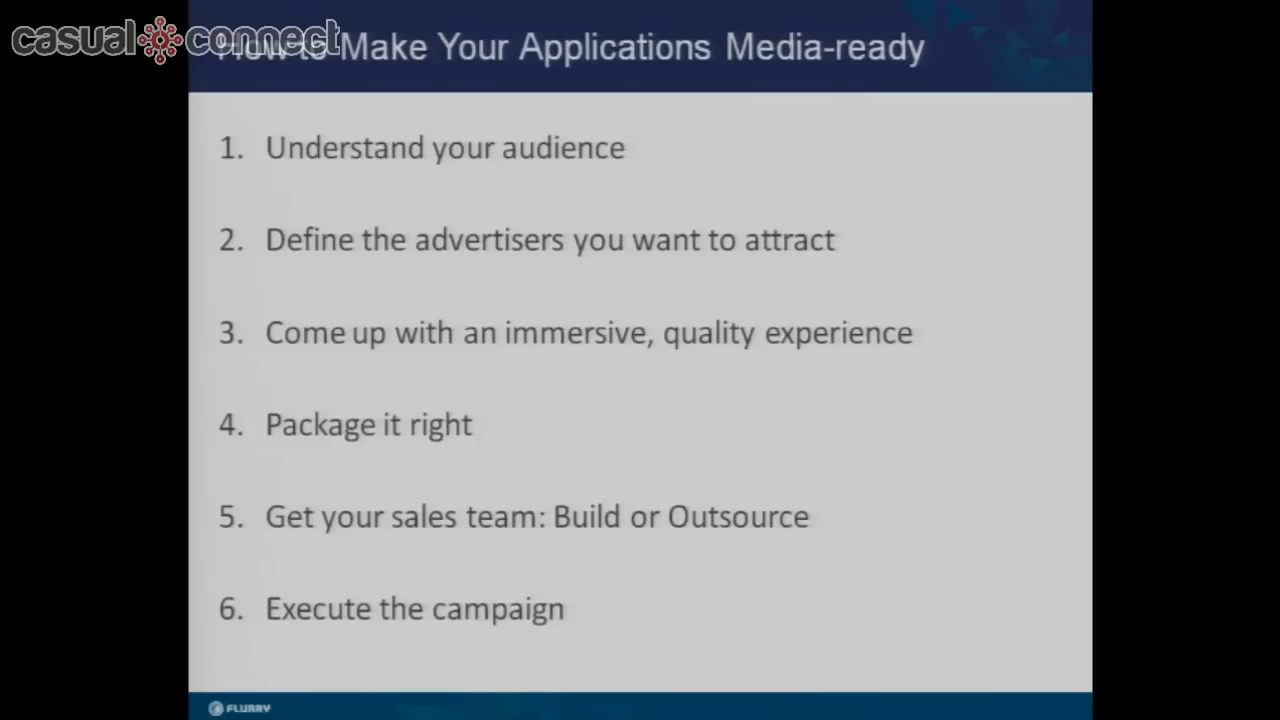 casual connect
How to Make Your Applications Media-ready
1. Understand your audience
2. Define the advertisers you want to attract
3. Come up with an immersive, quality experience
4. Package it right
5. Get your sales team: Build or Outsource
6. Execute the campaign
FLURRY